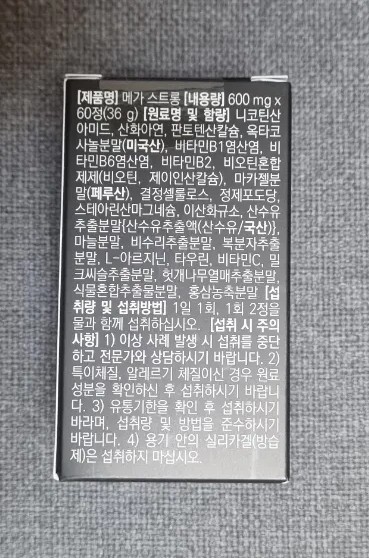 [제품명] 메가 스트롱 [내용량] 600 mg x
60정(36 g) [원료명 및 함량] 니코틴산
아미드, 산화아연, 판토텐산칼슘, 옥타코
사놀분말(미국산), 비타민B1염산염, 비
타민B6염산염, 비타민B2, 비오틴혼합
제제(비오틴, 제이인산칼슘), 마카젤분
말(페루산), 결정셀룰로스, 정제포도당,
스테아린산마그네슘, 이산화규소, 산수유
추출분말{산수유추출액(산수유/국산)},
마늘분말, 비수리추출분말, 복분자추출
분말, L-아르지닌, 타우린, 비타민C, 밀
크씨슬추출분말, 헛개나무열매추출분말,
식물혼합추출물분말, 홍삼농축분말 [섭
취량 및 섭취방법] 1일 1회, 1회 2정을
물과 함께 섭취하십시오. [섭취 시 주의
사항] 1) 이상 사례 발생 시 섭취를 중단
하고 전문가와 상담하시기 바랍니다. 2)
특이체질, 알레르기 체질이신 경우 원료
성분을 확인하신 후 섭취하시기 바랍니
다. 3) 유통기한을 확인 후 섭취하시기
바라며, 섭취량 및 방법을 준수하시기
바랍니다. 4) 용기 안의 실리카겔(방습
제)은 섭취하지 마십시오.